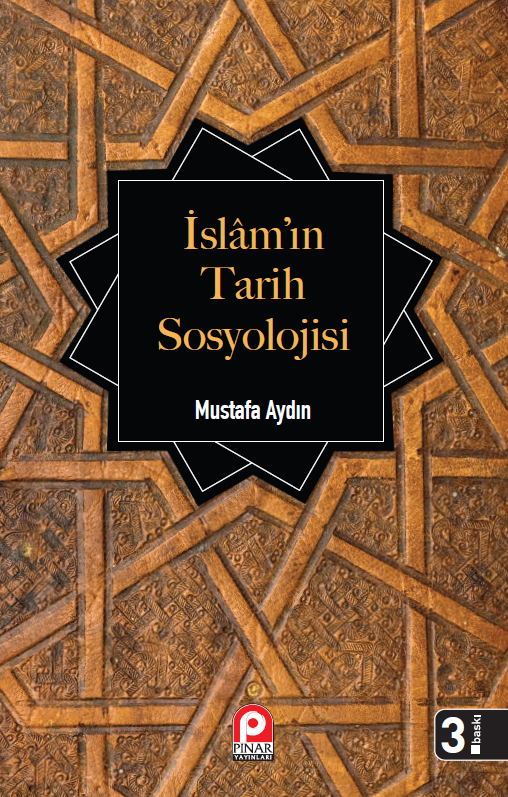 İslâm'ın
Tarih
Sosyolojisi
Mustafa Aydın
PINAR
YAYINLARI
3
baskı